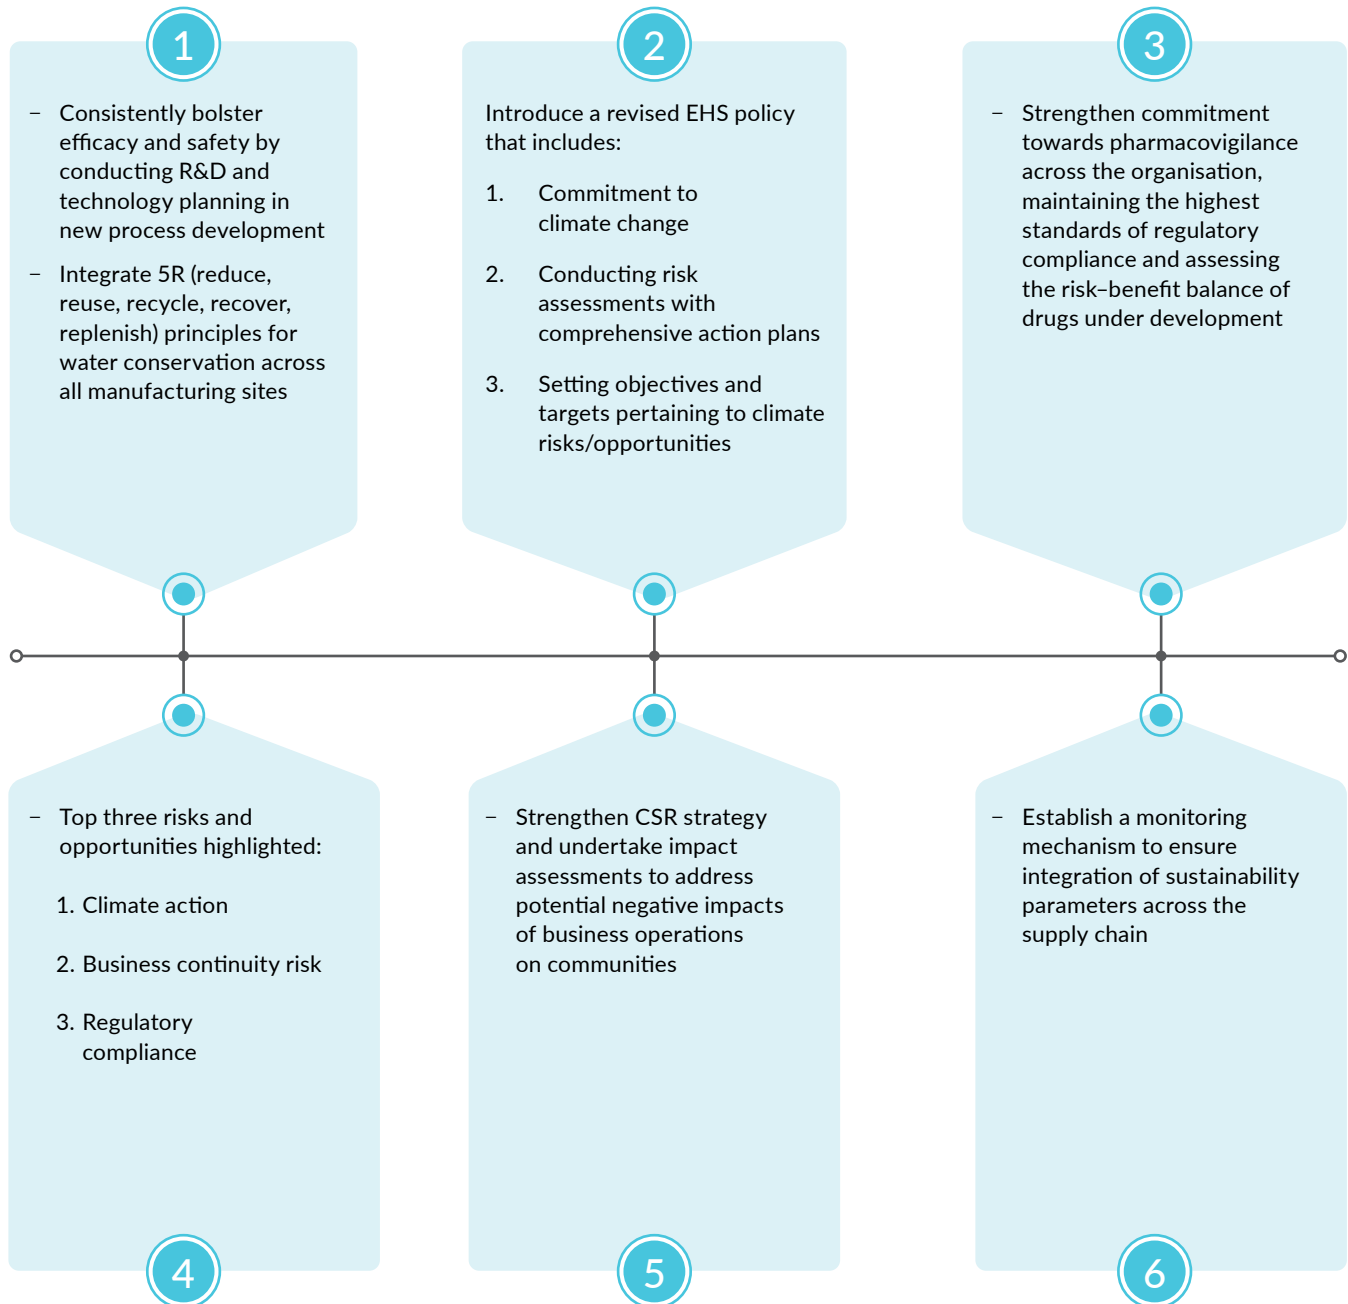 1
– Consistently bolster
efficacy and safety by
conducting R&D and
technology planning in
new process development
– Integrate 5R (reduce,
reuse, recycle, recover,
replenish) principles for
water conservation across
all manufacturing sites
2
Introduce a revised EHS policy
that includes:
1. Commitment to
climate change
2. Conducting risk
assessments with
comprehensive action plans
3. Setting objectives and
targets pertaining to climate
risks/opportunities
3
– Strengthen commitment
towards pharmacovigilance
across the organisation,
maintaining the highest
standards of regulatory
compliance and assessing
the risk–benefit balance of
drugs under development
– Top three risks and
opportunities highlighted:
1. Climate action
2. Business continuity risk
3. Regulatory
compliance
4
– Strengthen CSR strategy
and undertake impact
assessments to address
potential negative impacts
of business operations
on communities
5
– Establish a monitoring
mechanism to ensure
integration of sustainability
parameters across the
supply chain
6